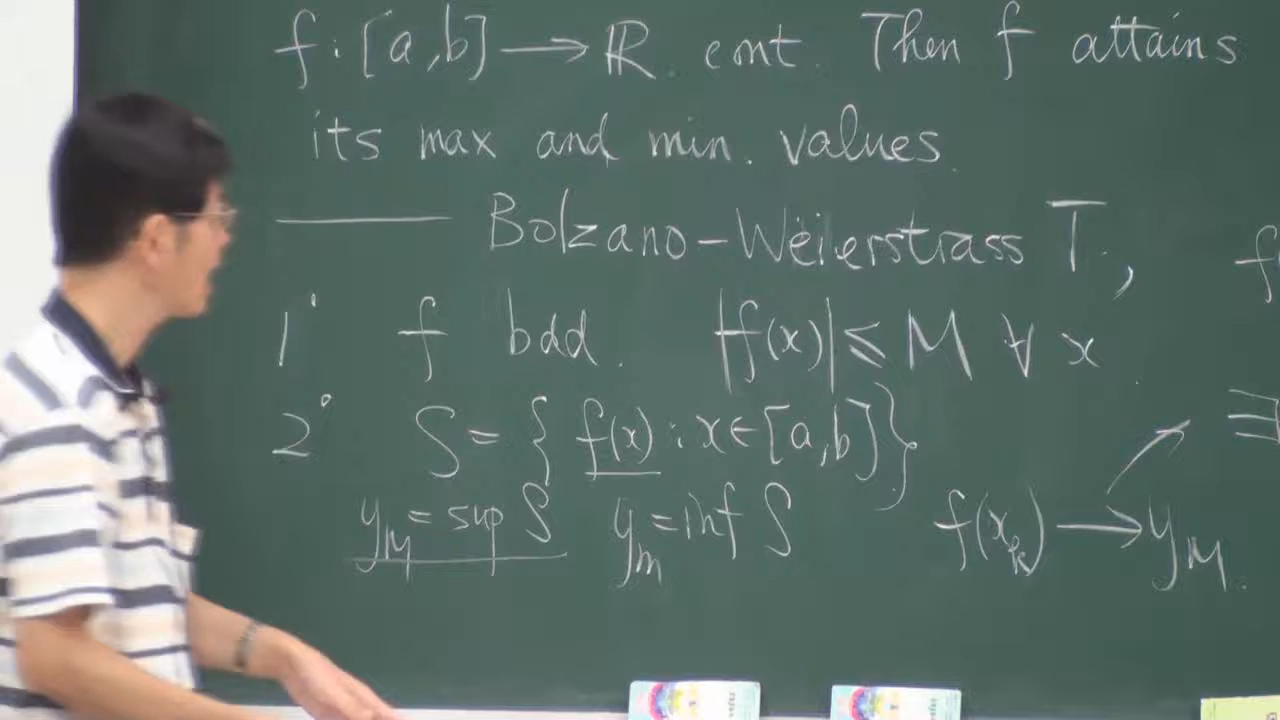 f : [a,b] ⟶ ℝ. cnt. Then f attains
its max and min. values.
—— Bolzano-Weierstrass T,
1° f bdd. |f(x)| ≤ M ∀ x
2° S = { f(x) : x ∈ [a,b] }
y_M = sup S y_m = inf S f(x_k) ⟶ y_M.